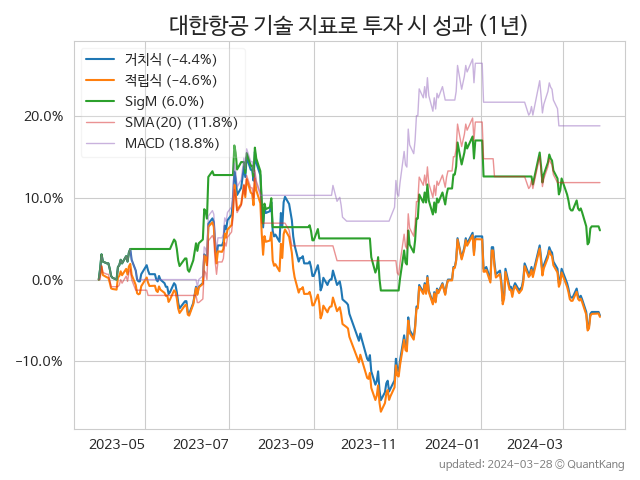 대한항공 기술 지표로 투자 시 성과 (1년)
거치식 (−4.4%)
적립식 (−4.6%)
SigM (6.0%)
SMA(20) (11.8%)
MACD (18.8%)
20.0%
10.0%
0.0%
−10.0%
2023−05 2023−07 2023−09 2023−11 2024−01 2024−03
updated: 2024−03−28 © QuantKang